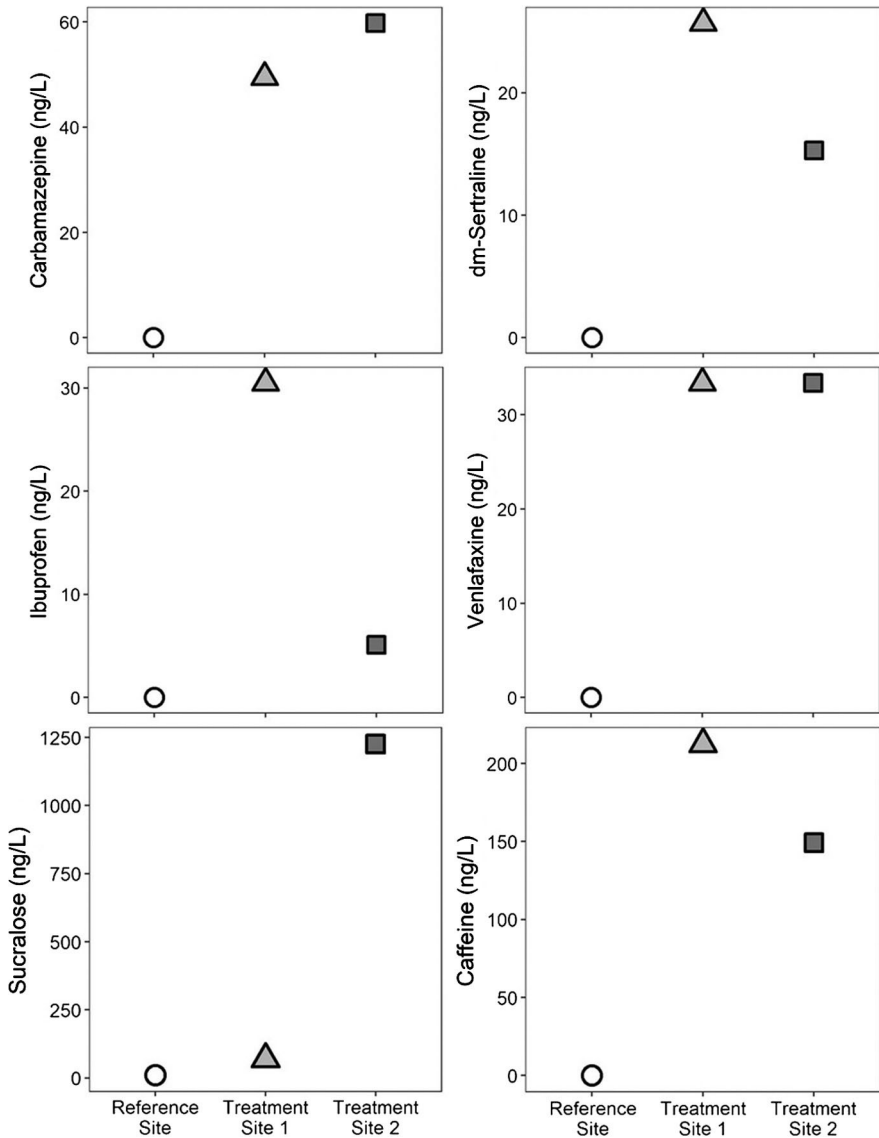 Carbamazepine (ng/L)
60
40
20
0
dm-Sertraline (ng/L)
20
10
0
Ibuprofen (ng/L)
30
20
10
0
Venlafaxine (ng/L)
30
20
10
0
Sucralose (ng/L)
1250
1000
750
500
250
0
Reference
Site
Treatment
Site 1
Treatment
Site 2
Caffeine (ng/L)
200
150
100
50
0
Reference
Site
Treatment
Site 1
Treatment
Site 2